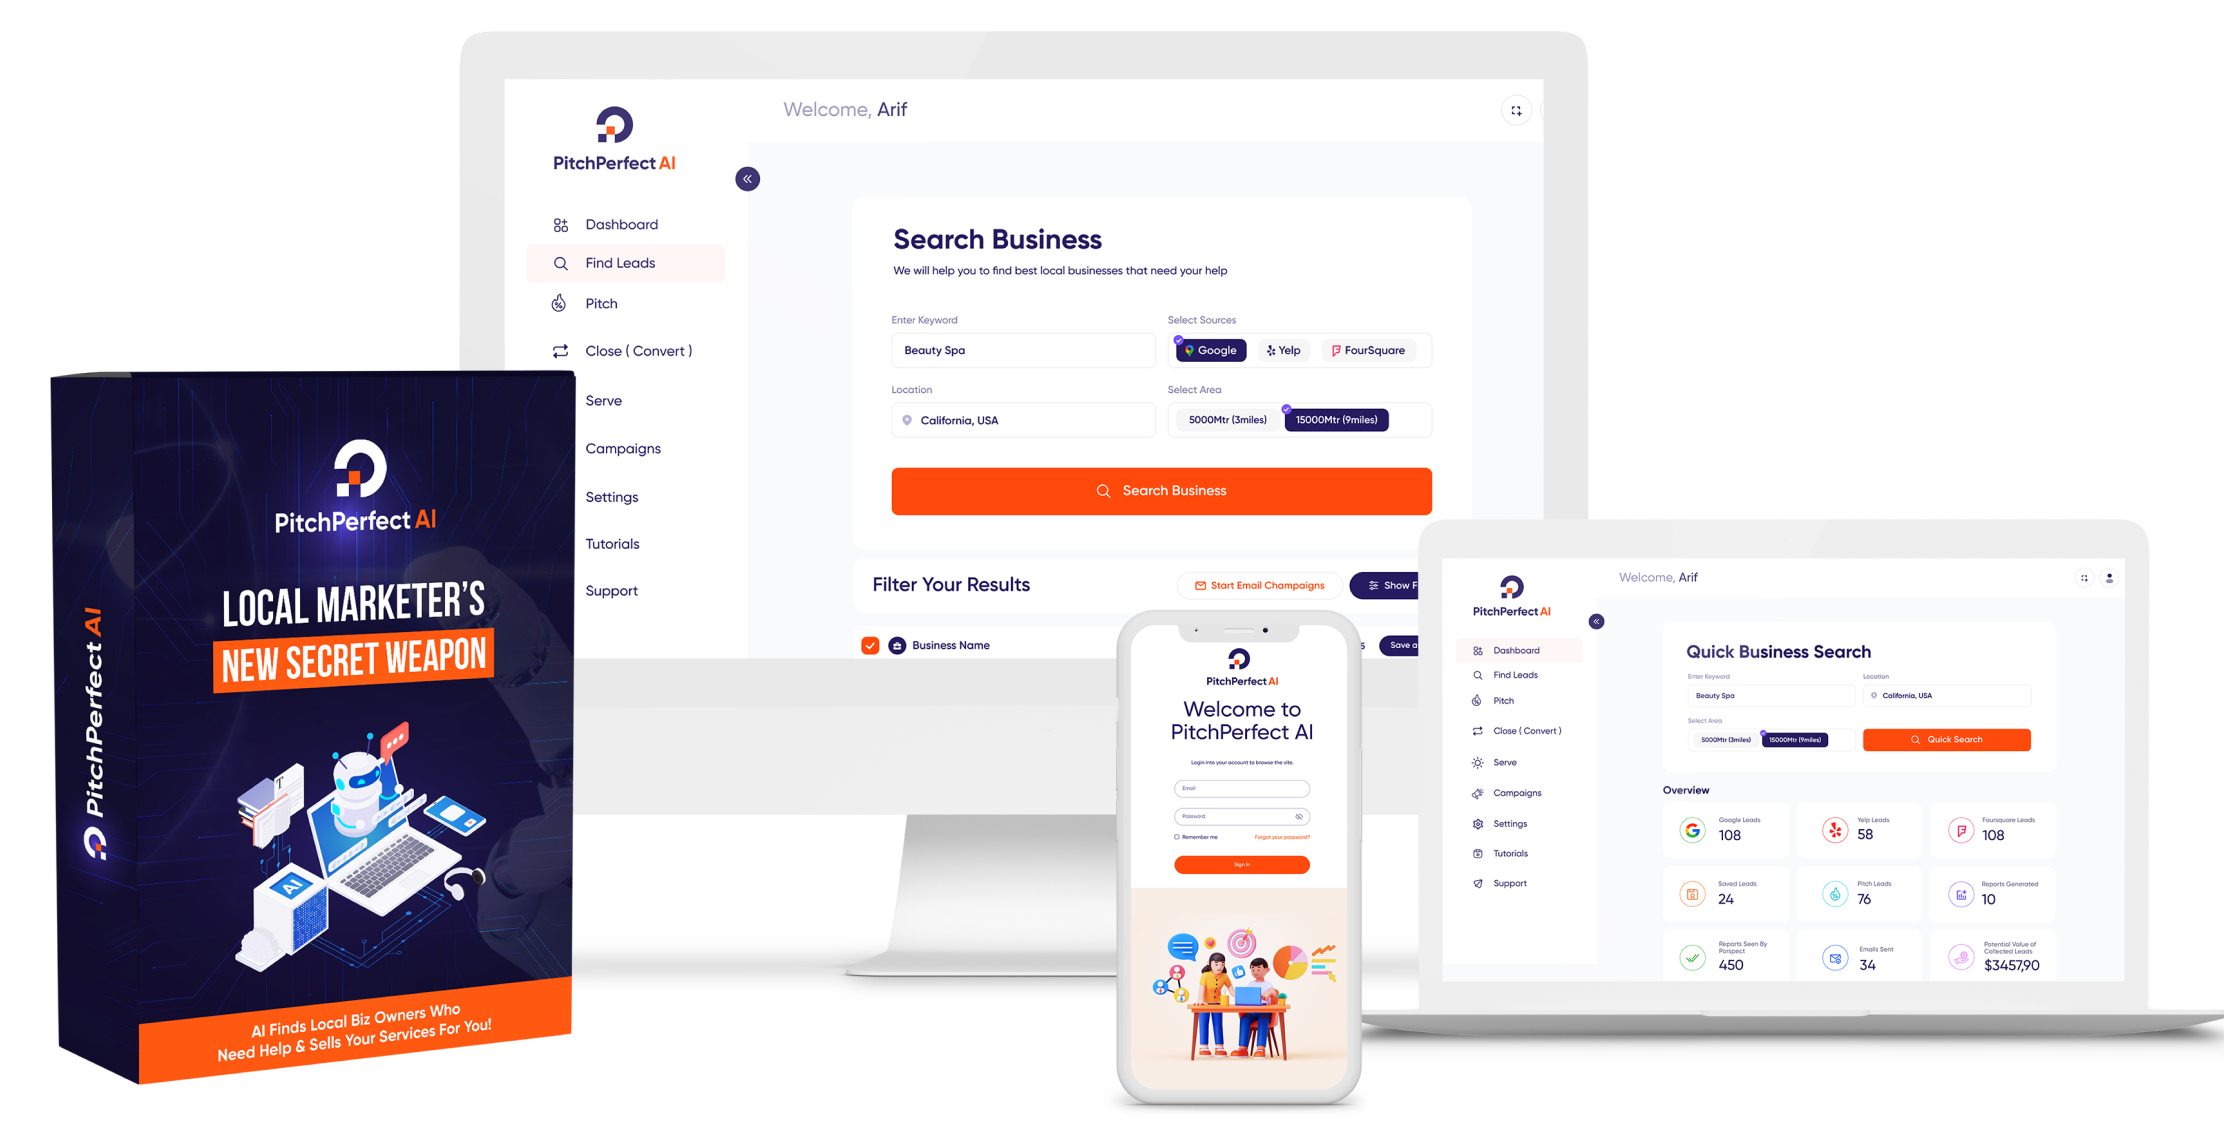 Welcome, Arif
PitchPerfect AI
Dashboard
Find Leads
Pitch
Close ( Convert )
Serve
Campaigns
Settings
Tutorials
Support
Search Business
We will help you to find best local businesses that need your help
Enter Keyword
Beauty Spa
Select Sources
Google
Yelp
FourSquare
Location
California, USA
Select Area
5000Mtr (3miles)
15000Mtr (9miles)
Search Business
Filter Your Results
Start Email Champaigns
Show F
Business Name
5
Save a
PitchPerfect AI
LOCAL MARKETER'S
NEW SECRET WEAPON
PitchPerfect AI
T
AI
AI Finds Local Biz Owners Who
Need Help & Sells Your Services For You!
PitchPerfect AI
Welcome to
PitchPerfect AI
Login into your account to browse the site.
Email
Password
Remember me
Forgot your password?
Sign In
Welcome, Arif
PitchPerfect AI
Dashboard
Find Leads
Pitch
Close ( Convert )
Serve
Campaigns
Settings
Tutorials
Support
Quick Business Search
Enter Keyword
Beauty Spa
Location
California, USA
Select Area
5000Mtr (3miles)
15000Mtr (9miles)
Quick Search
Overview
Google Leads
108
Yelp Leads
58
Foursquare Leads
108
Saved Leads
24
Pitch Leads
76
Reports Generated
10
Reports Seen By
Porspect
450
Emails Sent
34
Potential Value of
Collected Leads
$3457,90